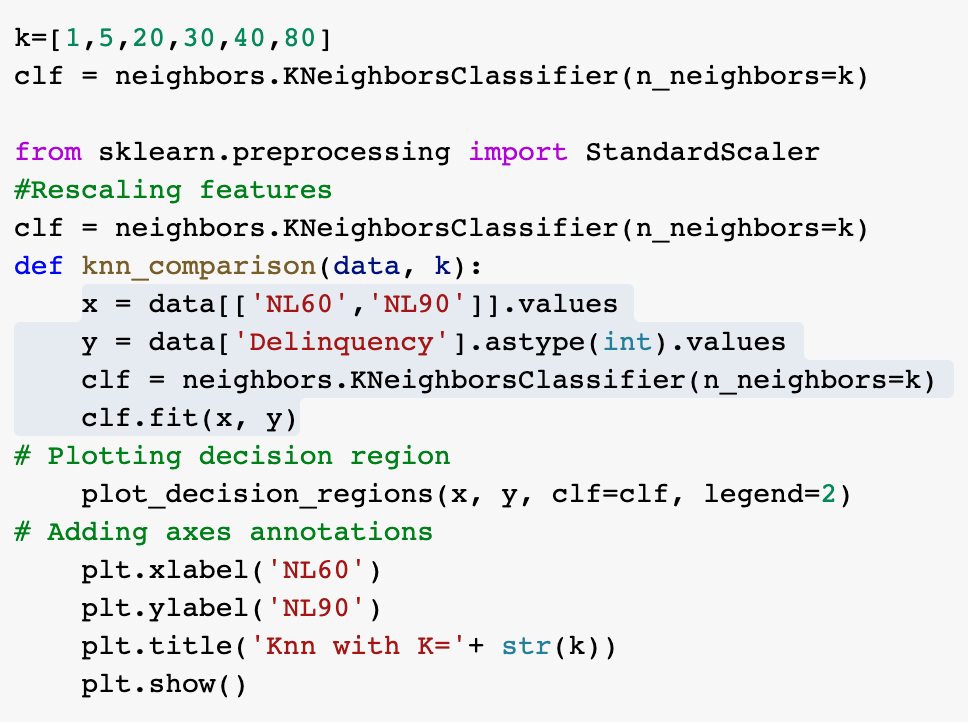 k=[1,5,20,30,40,80]
clf = neighbors.KNeighborsClassifier(n_neighbors=k)
from sklearn.preprocessing import StandardScaler
#Rescaling features
clf = neighbors.KNeighborsClassifier(n_neighbors=k)
def knn_comparison(data, k):
    x = data[['NL60','NL90']].values
    y = data['Delinquency'].astype(int).values
    clf = neighbors.KNeighborsClassifier(n_neighbors=k)
    clf.fit(x, y)
# Plotting decision region
    plot_decision_regions(x, y, clf=clf, legend=2)
# Adding axes annotations
    plt.xlabel('NL60')
    plt.ylabel('NL90')
    plt.title('Knn with K='+ str(k))
    plt.show()